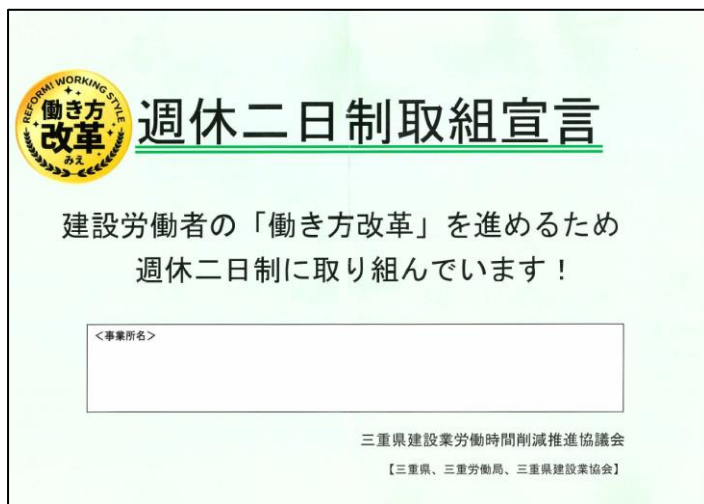 REFORM! WORKING STYLE
働き方
改革
みえ
週休二日制取組宣言
建設労働者の「働き方改革」を進めるため
週休二日制に取り組んでいます！
＜事業所名＞
三重県建設業労働時間削減推進協議会
【三重県、三重労働局、三重県建設業協会】